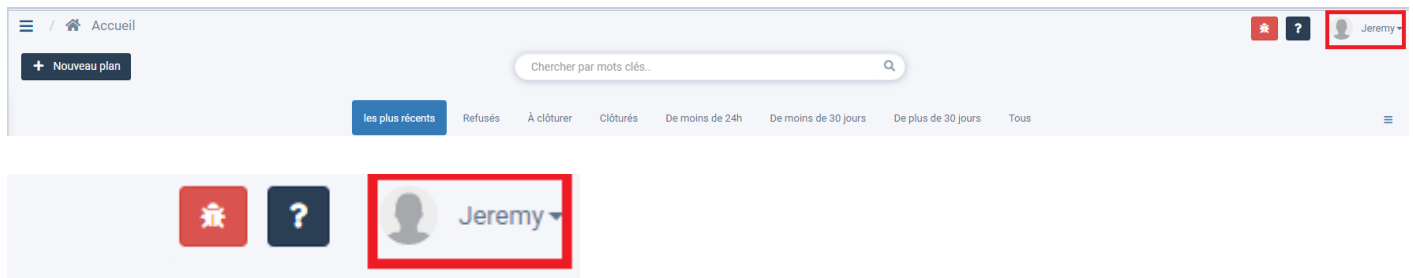 / Accueil
? Jeremy
+ Nouveau plan
Chercher par mots clés..
les plus récents Refusés À clôturer Clôturés De moins de 24h De moins de 30 jours De plus de 30 jours Tous
? Jeremy